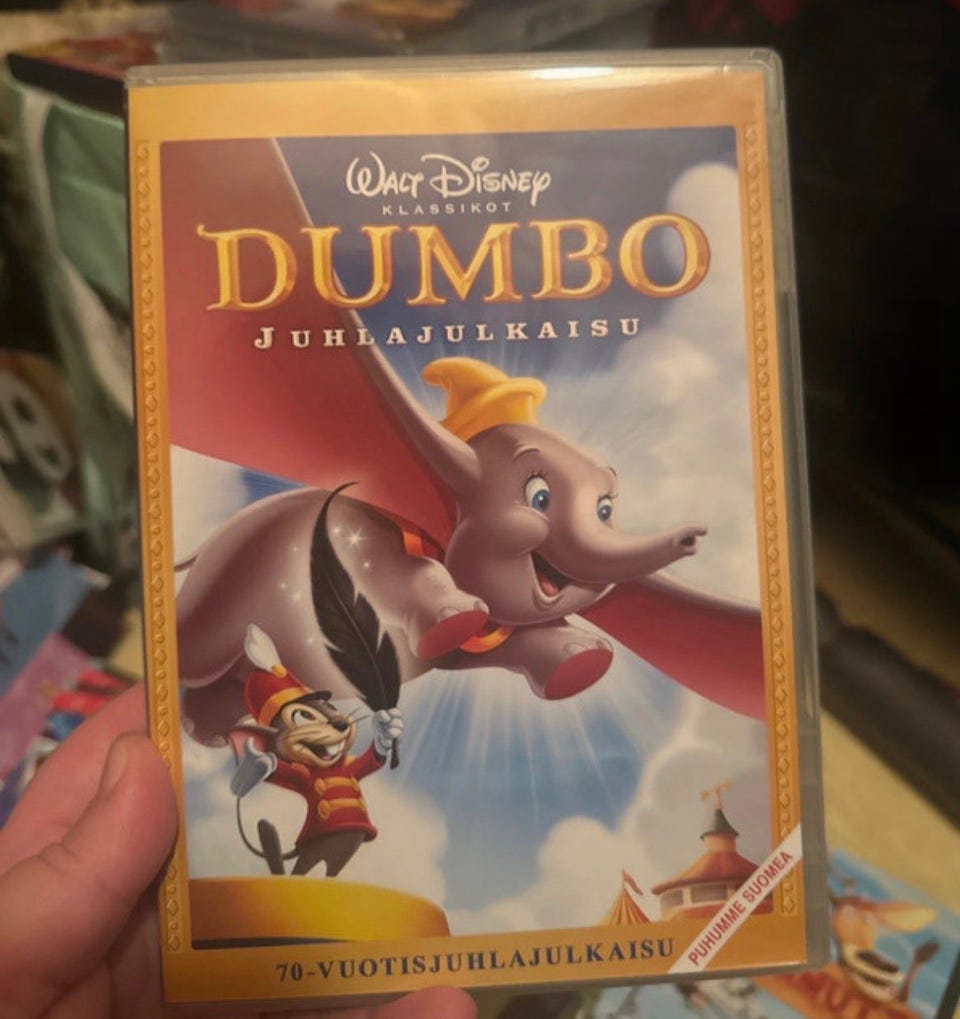 WALT DISNEY
KLASSIKOT
DUMBO
JUHLAJULKAISU
70-VUOTISJUHLAJULKAISU
PUHUMME SUOMEA